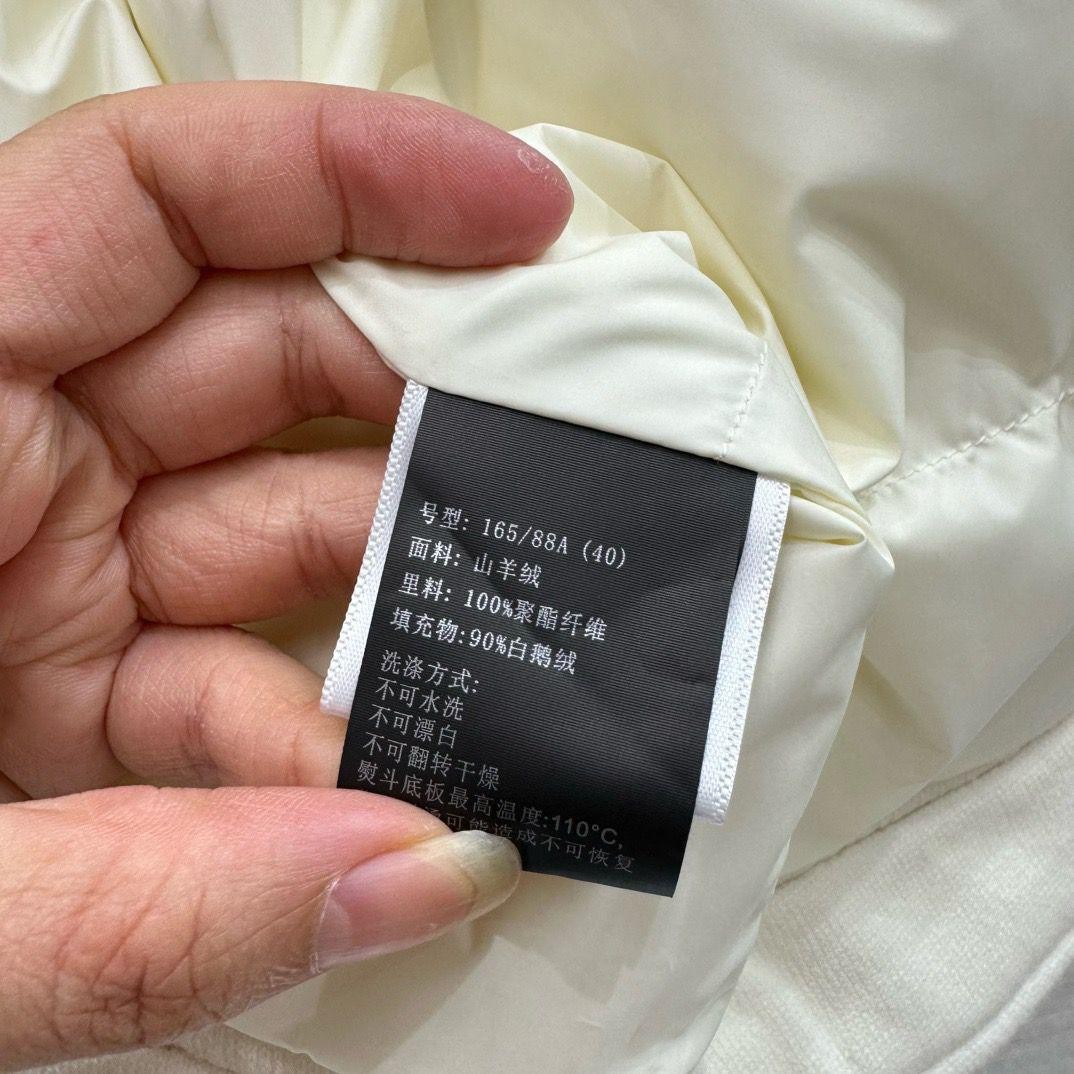 号型: 165/88A (40)
面料: 山羊绒
里料: 100%聚酯纤维
填充物:90%白鹅绒
洗涤方式:
不可水洗
不可漂白
不可翻转干燥
熨斗底板最高温度:110°C,
可能造成不可恢复